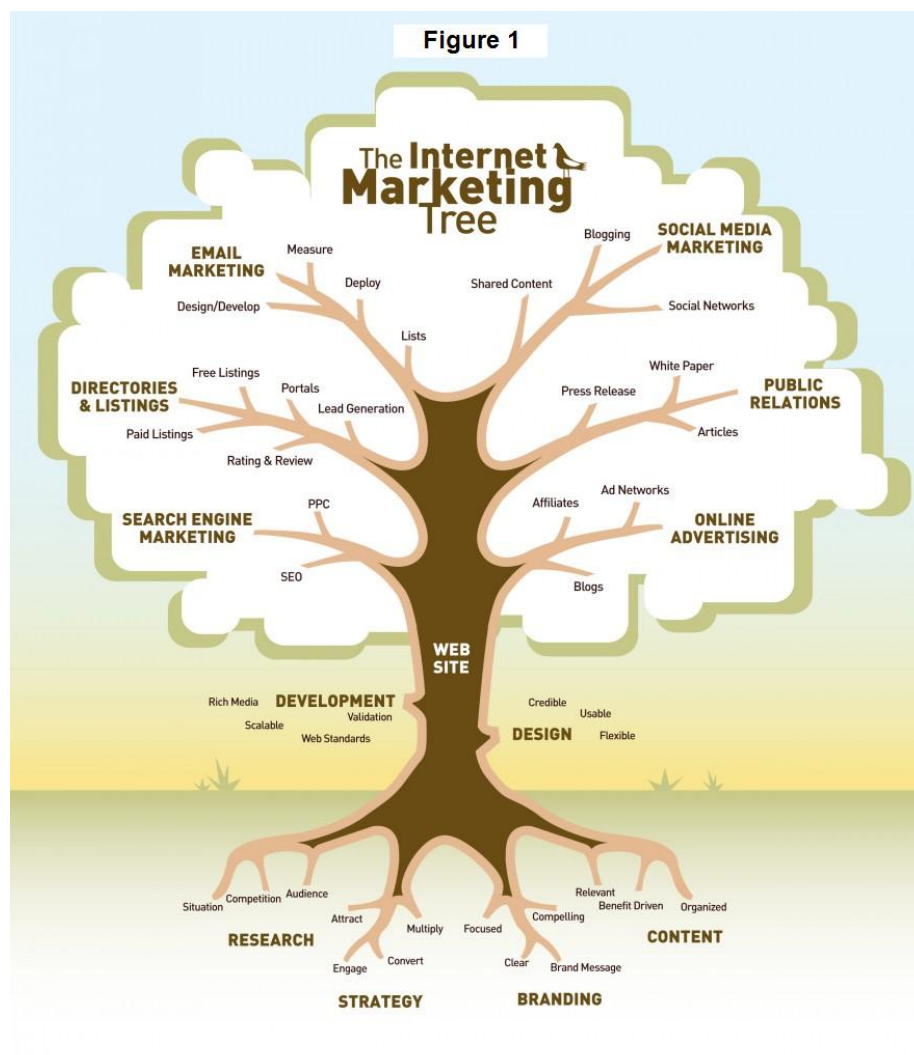 Figure 1
The Internet
Marketing
Tree
EMAIL
MARKETING
Measure
Deploy
Design/Develop
Lists
Blogging
SOCIAL MEDIA
MARKETING
Shared Content
Social Networks
DIRECTORIES
& LISTINGS
Free Listings
Portals
Lead Generation
Paid Listings
Rating & Review
White Paper
Press Release
PUBLIC
RELATIONS
Articles
SEARCH ENGINE
MARKETING
PPC
SEO
Ad Networks
Affiliates
ONLINE
ADVERTISING
Blogs
WEB
SITE
Rich Media
DEVELOPMENT
Validation
Scalable
Web Standards
Credible
Usable
DESIGN
Flexible
Situation
Competition
Audience
RESEARCH
Attract
Multiply
Engage
Convert
STRATEGY
Focused
Compelling
Clear
Brand Message
BRANDING
Relevant
Benefit Driven
Organized
CONTENT